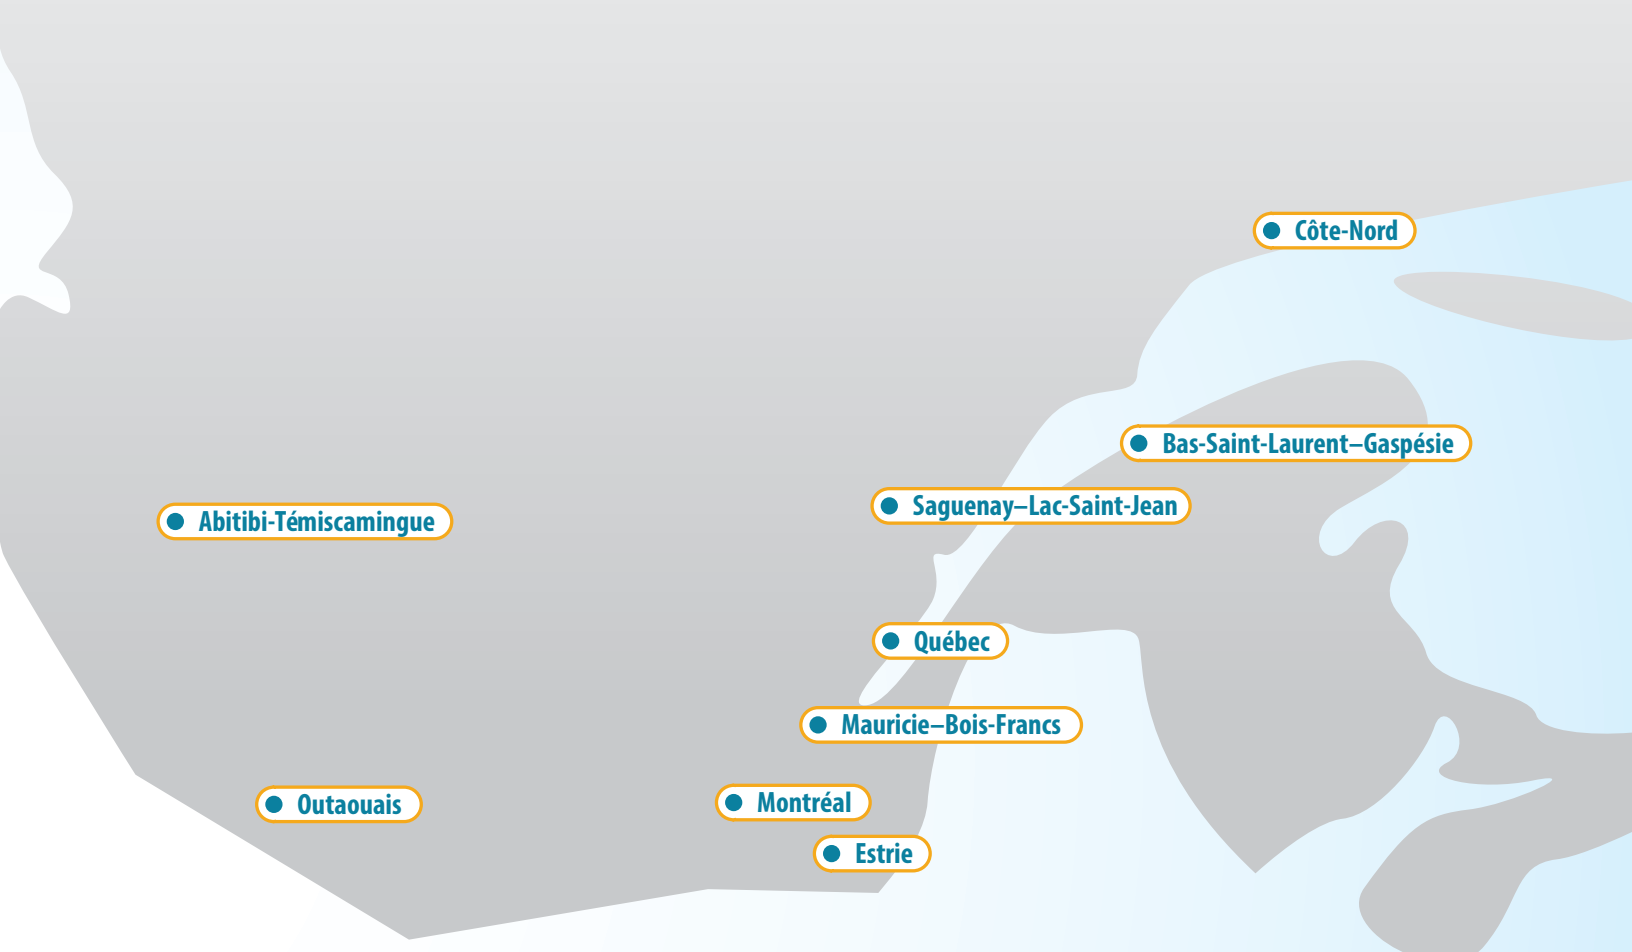 Côte-Nord
Bas-Saint-Laurent–Gaspésie
Saguenay–Lac-Saint-Jean
Abitibi-Témiscamingue
Québec
Mauricie–Bois-Francs
Montréal
Outaouais
Estrie